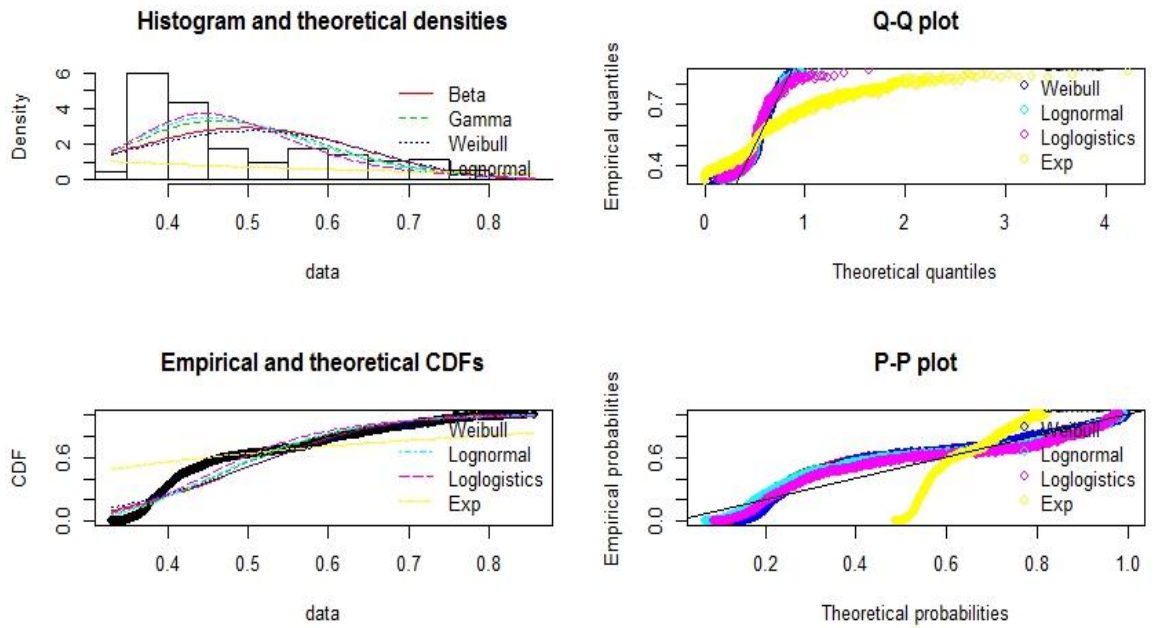 Histogram and theoretical densities
Density
0
2
4
6
Beta
Gamma
Weibull
Lognormal
0.4 0.5 0.6 0.7 0.8
data
Q-Q plot
Empirical quantiles
0.4
0.7
Weibull
Lognormal
Loglogistics
Exp
0 1 2 3 4
Theoretical quantiles
Empirical and theoretical CDFs
CDF
0.0
0.6
Weibull
Lognormal
Loglogistics
Exp
0.4 0.5 0.6 0.7 0.8
data
P-P plot
Empirical probabilities
0.0
0.6
Weibull
Lognormal
Loglogistics
Exp
0.2 0.4 0.6 0.8 1.0
Theoretical probabilities